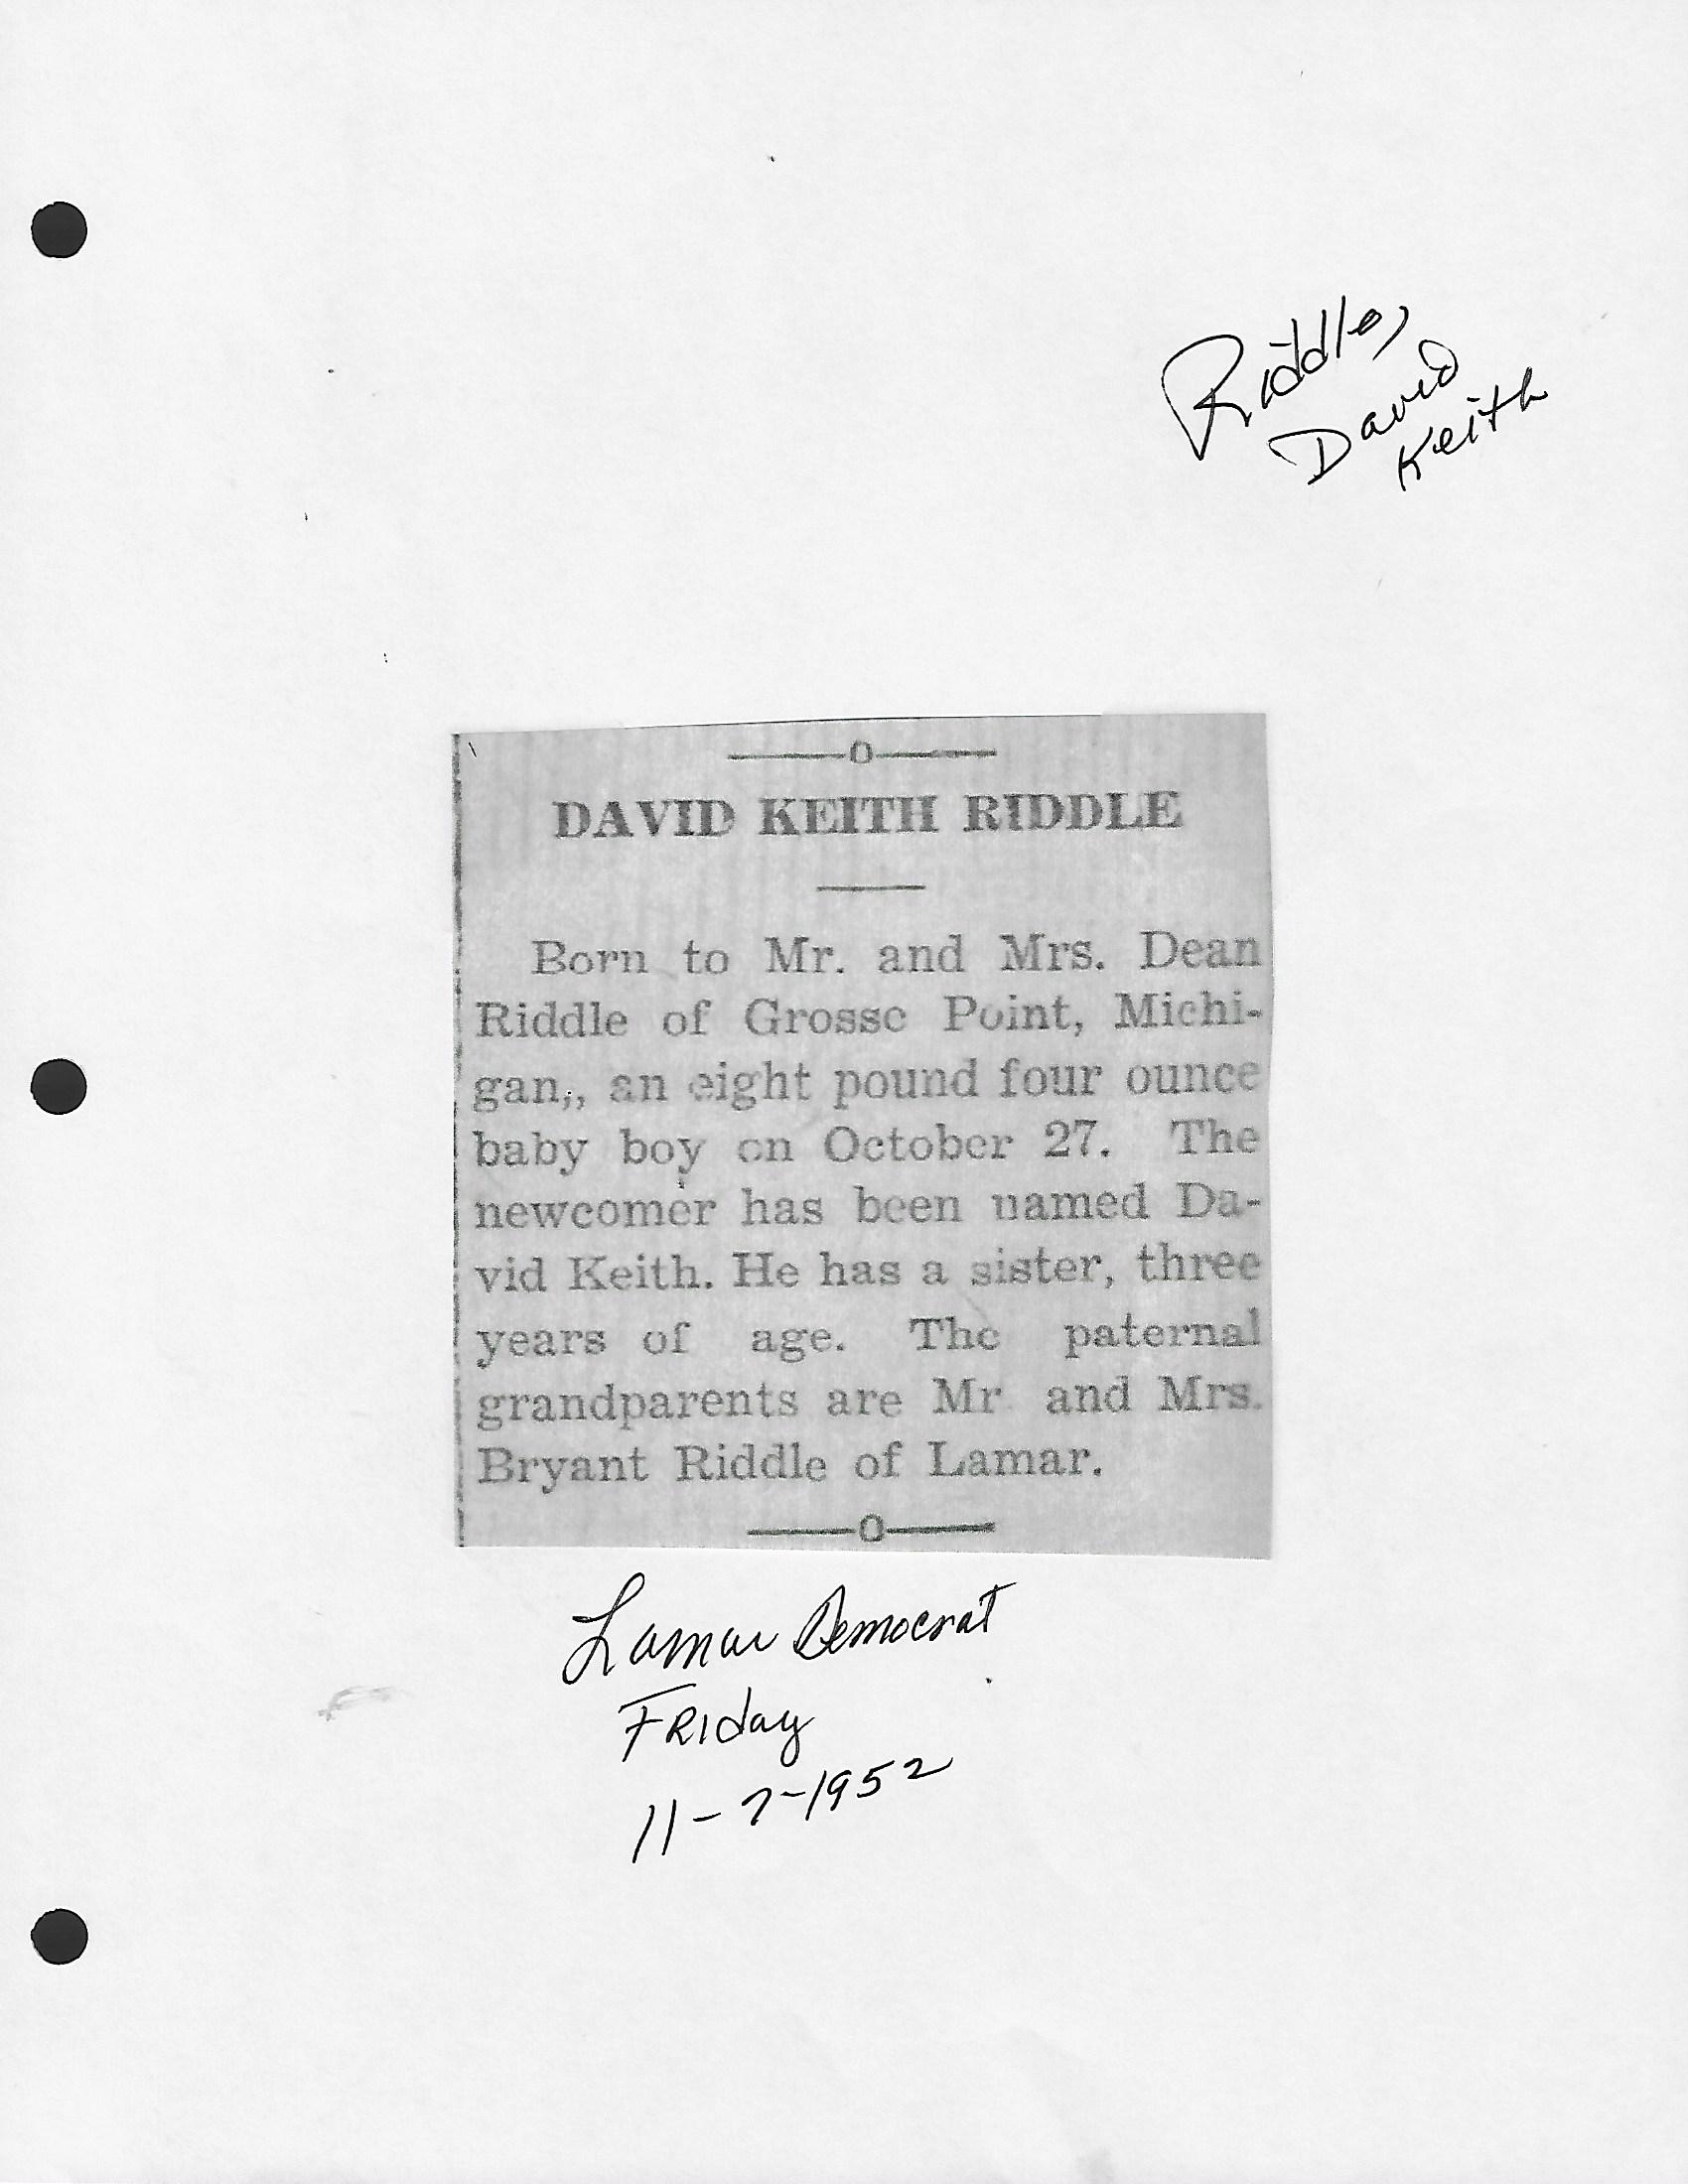 Riddle,
David
Keith
DAVID KEITH RIDDLE
Born to Mr. and Mrs. Dean
Riddle of Grosse Point, Michi-
gan,, an eight pound four ounce
baby boy on October 27. The
newcomer has been named Da-
vid Keith. He has a sister, three
years of age. The paternal
grandparents are Mr and Mrs.
Bryant Riddle of Lamar.
Lamar Democrat
FRIday
11-7-1952